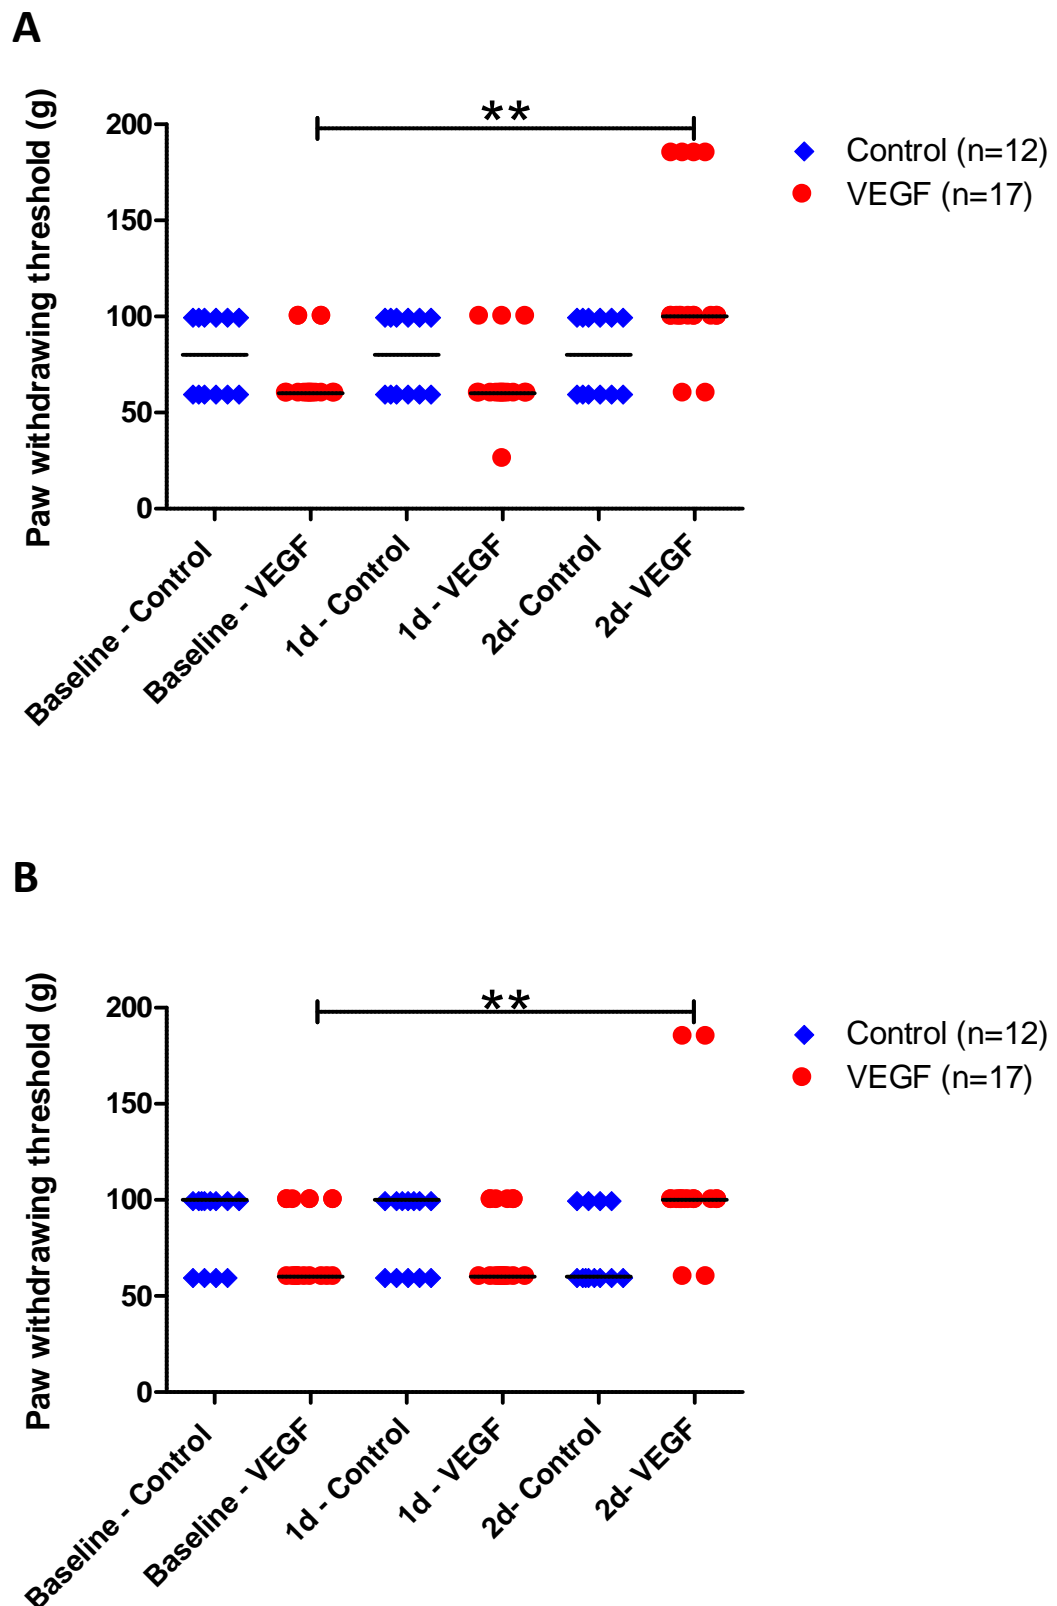 A
Paw withdrawing threshold (g)
200
150
100
50
0
**
Control (n=12)
VEGF (n=17)
Baseline - Control
Baseline - VEGF
1d - Control
1d - VEGF
2d- Control
2d- VEGF
B
Paw withdrawing threshold (g)
200
150
100
50
0
**
Control (n=12)
VEGF (n=17)
Baseline - Control
Baseline - VEGF
1d - Control
1d - VEGF
2d- Control
2d- VEGF